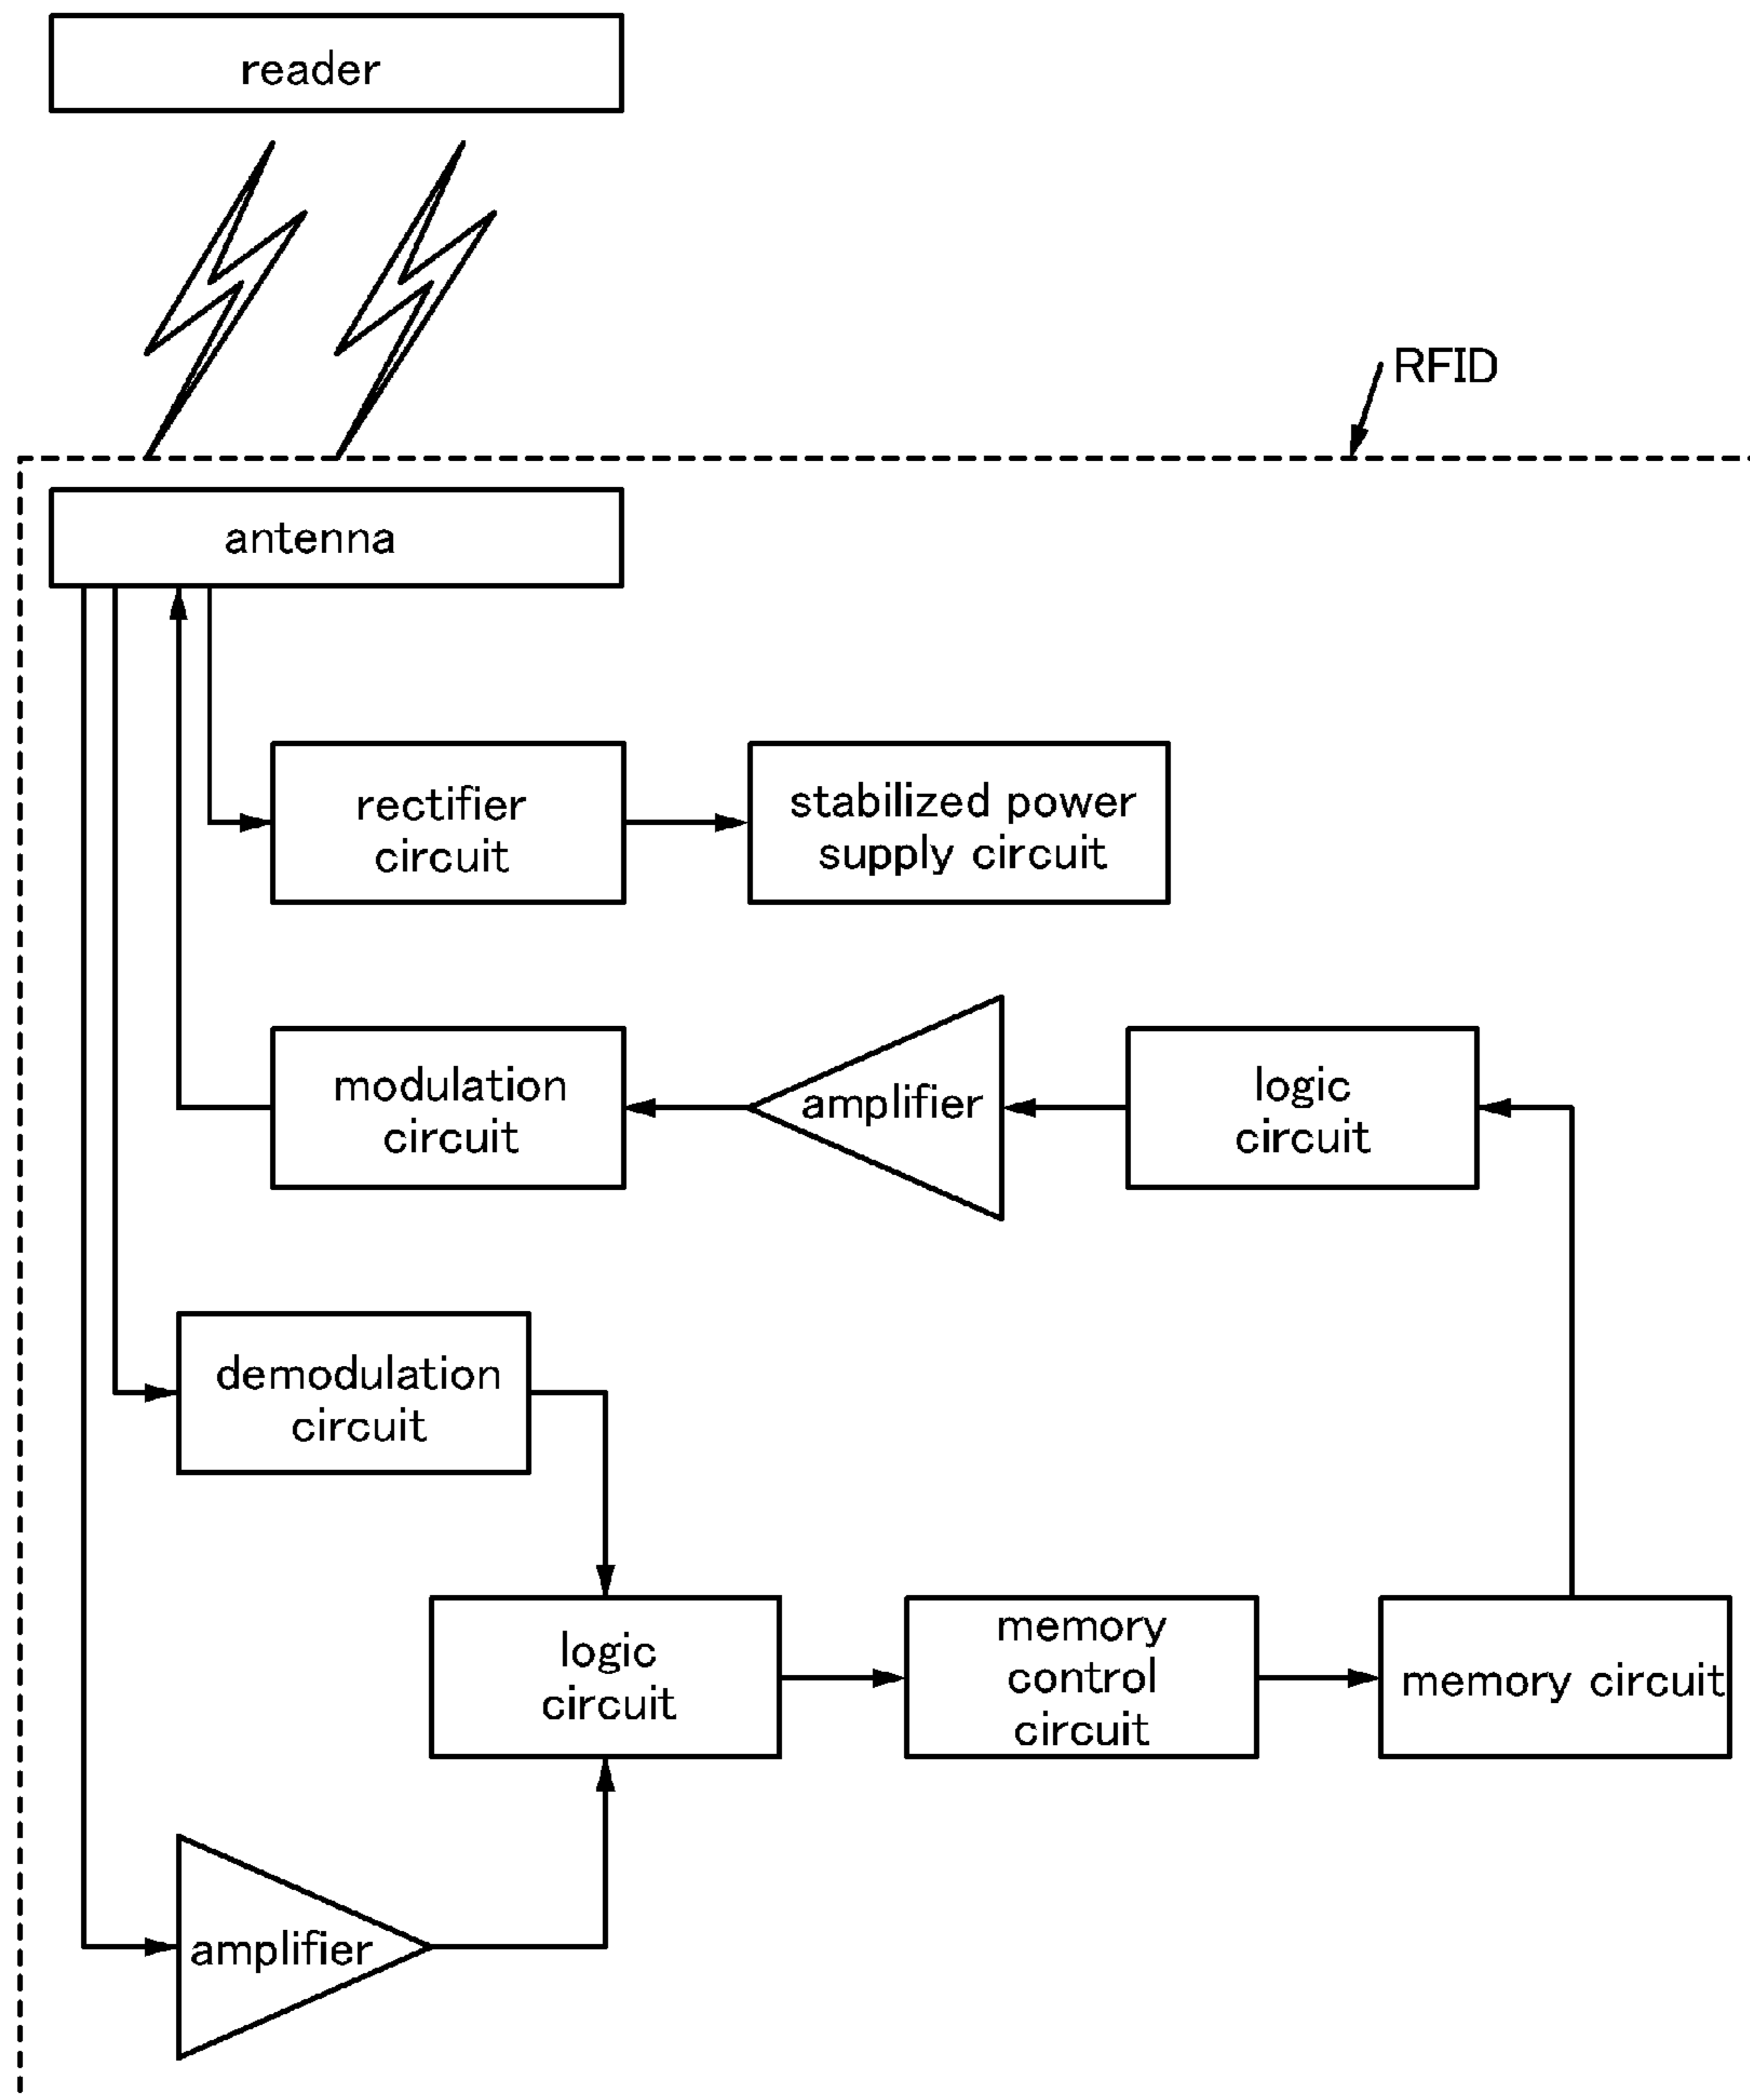 reader
RFID
antenna
rectifier
circuit
stabilized power
supply circuit
modulation
circuit
amplifier
logic
circuit
demodulation
circuit
logic
circuit
memory
control
circuit
memory circuit
amplifier